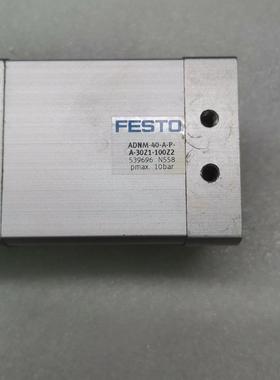 FESTO
ADNM-40-A-P-
A-30Z1-100Z2
539696 N558
pmax. 10bar